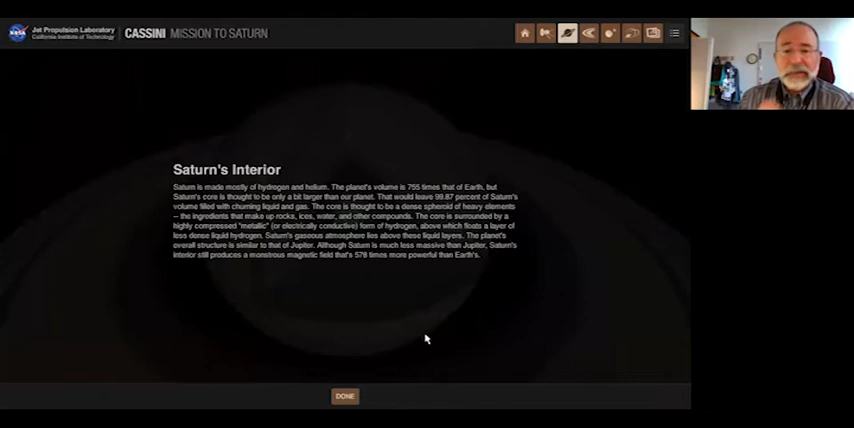 NASA
Jet Propulsion Laboratory
California Institute of Technology
CASSINI MISSION TO SATURN
Saturn's Interior
Saturn is made mostly of hydrogen and helium. The planet's volume is 755 times that of Earth, but
Saturn's core is thought to be only a bit larger than our planet. That would leave 99.87 percent of Saturn's
volume filled with churning liquid and gas. The core is thought to be a dense spheroid of heavy elements
-- the ingredients that make up rocks, ices, water, and other compounds. The core is surrounded by a
highly compressed "metallic" (or electrically conductive) form of hydrogen, above which floats a layer of
less dense liquid hydrogen. Saturn's gaseous atmosphere lies above these liquid layers. The planet's
overall structure is similar to that of Jupiter. Although Saturn is much less massive than Jupiter, Saturn's
interior still produces a monstrous magnetic field that's 578 times more powerful than Earth's.
DONE